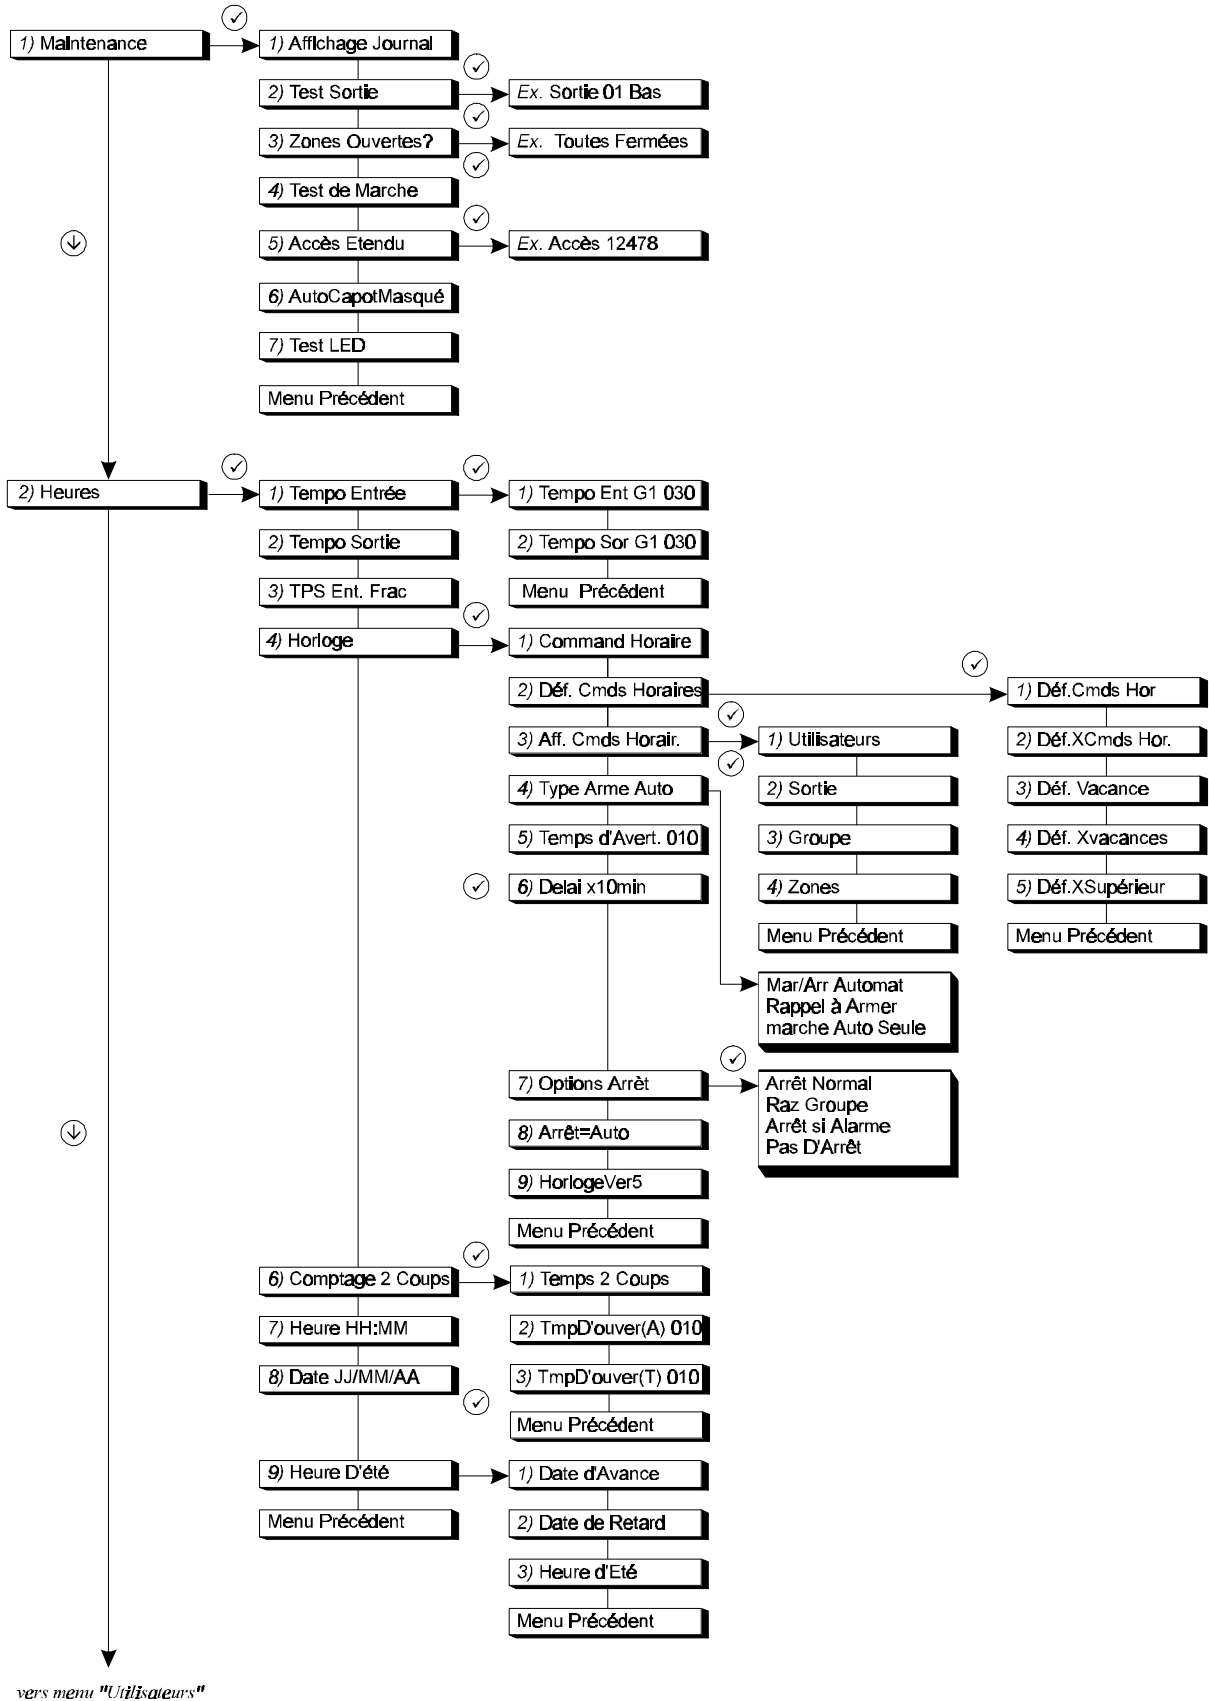 1) Maintenance
1) Affichage Journal
2) Test Sortie
Ex. Sortie 01 Bas
3) Zones Ouvertes?
Ex. Toutes Fermées
4) Test de Marche
5) Accès Etendu
Ex. Accès 12478
6) AutoCapotMasqué
7) Test LED
Menu Précédent
2) Heures
1) Tempo Entrée
1) Tempo Ent G1 030
2) Tempo Sortie
2) Tempo Sor G1 030
3) TPS Ent. Frac
Menu Précédent
4) Horloge
1) Command Horaire
2) Déf. Cmds Horaires
1) Déf.Cmds Hor
3) Aff. Cmds Horair.
1) Utilisateurs
2) Déf.XCmds Hor.
4) Type Arme Auto
2) Sortie
3) Déf. Vacance
5) Temps d'Avert. 010
3) Groupe
4) Déf. Xvacances
6) Delai x10min
4) Zones
5) Déf.XSupérieur
Menu Précédent
Menu Précédent
Mar/Arr Automat
Rappel à Armer
marche Auto Seule
7) Options Arrèt
Arrêt Normal
Raz Groupe
Arrêt si Alarme
Pas D'Arrêt
8) Arrêt=Auto
9) HorlogeVer5
Menu Précédent
6) Comptage 2 Coups
1) Temps 2 Coups
7) Heure HH:MM
2) TmpD'ouver(A) 010
8) Date JJ/MM/AA
3) TmpD'ouver(T) 010
Menu Précédent
9) Heure D'été
1) Date d'Avance
Menu Précédent
2) Date de Retard
3) Heure d'Eté
Menu Précédent
vers menu "Utilisateurs"